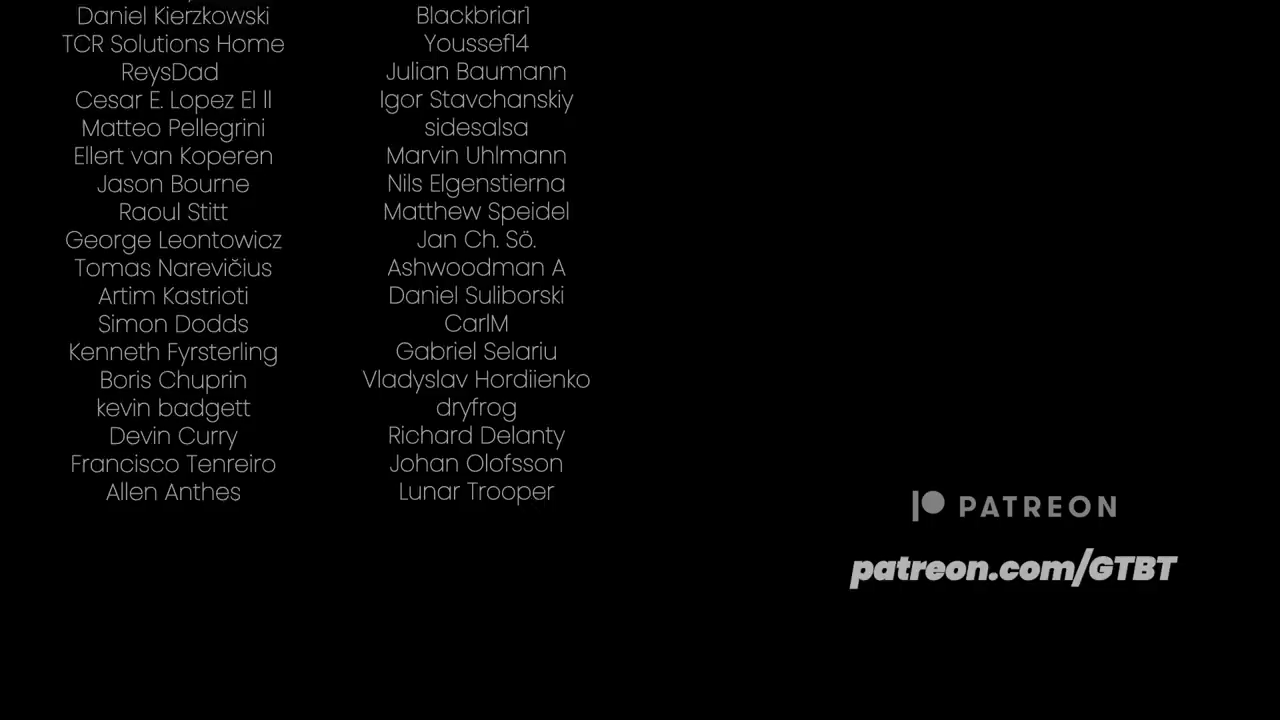 Daniel Kierzkowski
TCR Solutions Home
ReysDad
Cesar E. Lopez El II
Matteo Pellegrini
Ellert van Koperen
Jason Bourne
Raoul Stitt
George Leontowicz
Tomas Narevičius
Artim Kastrioti
Simon Dodds
Kenneth Fyrsterling
Boris Chuprin
kevin badgett
Devin Curry
Francisco Tenreiro
Allen Anthes
Blackbriar1
Youssef14
Julian Baumann
Igor Stavchanskiy
sidesalsa
Marvin Uhlmann
Nils Elgenstierna
Matthew Speidel
Jan Ch. Sö.
Ashwoodman A
Daniel Suliborski
CarlM
Gabriel Selariu
Vladyslav Hordiienko
dryfrog
Richard Delanty
Johan Olofsson
Lunar Trooper
PATREON
patreon.com/GTBT